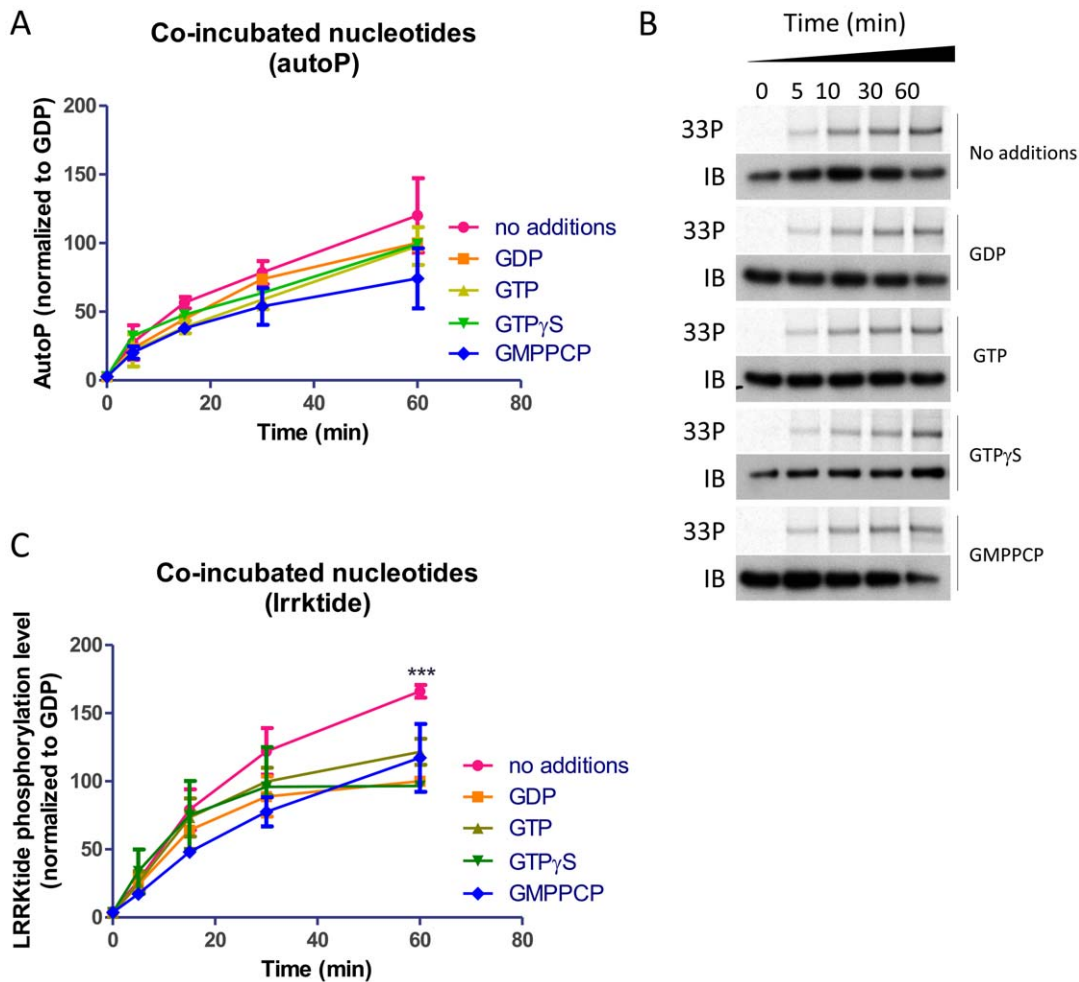 A
Co-incubated nucleotides
(autoP)
AutoP (normalized to GDP)
200
150
100
50
0
0 20 40 60 80
Time (min)
no additions
GDP
GTP
GTPγS
GMPPCP
B
Time (min)
0 5 10 30 60
33P
IB
No additions
33P
IB
GDP
33P
IB
GTP
33P
IB
GTPγS
33P
IB
GMPPCP
C
Co-incubated nucleotides
(lrrktide)
LRRKtide phosphorylation level
(normalized to GDP)
200
150
100
50
0
0 20 40 60 80
Time (min)
***
no additions
GDP
GTP
GTPγS
GMPPCP